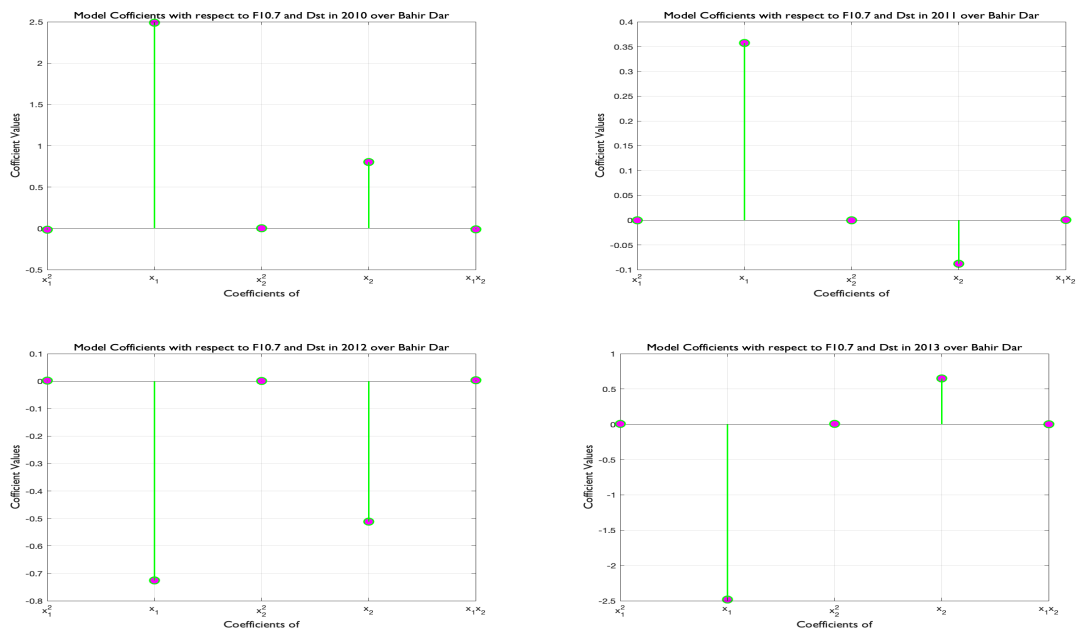 Model Cofficients with respect to F10.7 and Dst in 2010 over Bahir Dar
2.5
2
1.5
1
0.5
0
-0.5
Cofficient Values
x₁² x₁ x₂² x₂ x₁x₂
Coefficients of
Model Cofficients with respect to F10.7 and Dst in 2011 over Bahir Dar
0.4
0.35
0.3
0.25
0.2
0.15
0.1
0.05
0
-0.05
-0.1
Cofficient Values
x₁² x₁ x₂² x₂ x₁x₂
Coefficients of
Model Cofficients with respect to F10.7 and Dst in 2012 over Bahir Dar
0.1
0
-0.1
-0.2
-0.3
-0.4
-0.5
-0.6
-0.7
-0.8
Cofficient Values
x₁² x₁ x₂² x₂ x₁x₂
Coefficients of
Model Cofficients with respect to F10.7 and Dst in 2013 over Bahir Dar
1
0.5
0
-0.5
-1
-1.5
-2
-2.5
Cofficient Values
x₁² x₁ x₂² x₂ x₁x₂
Coefficients of